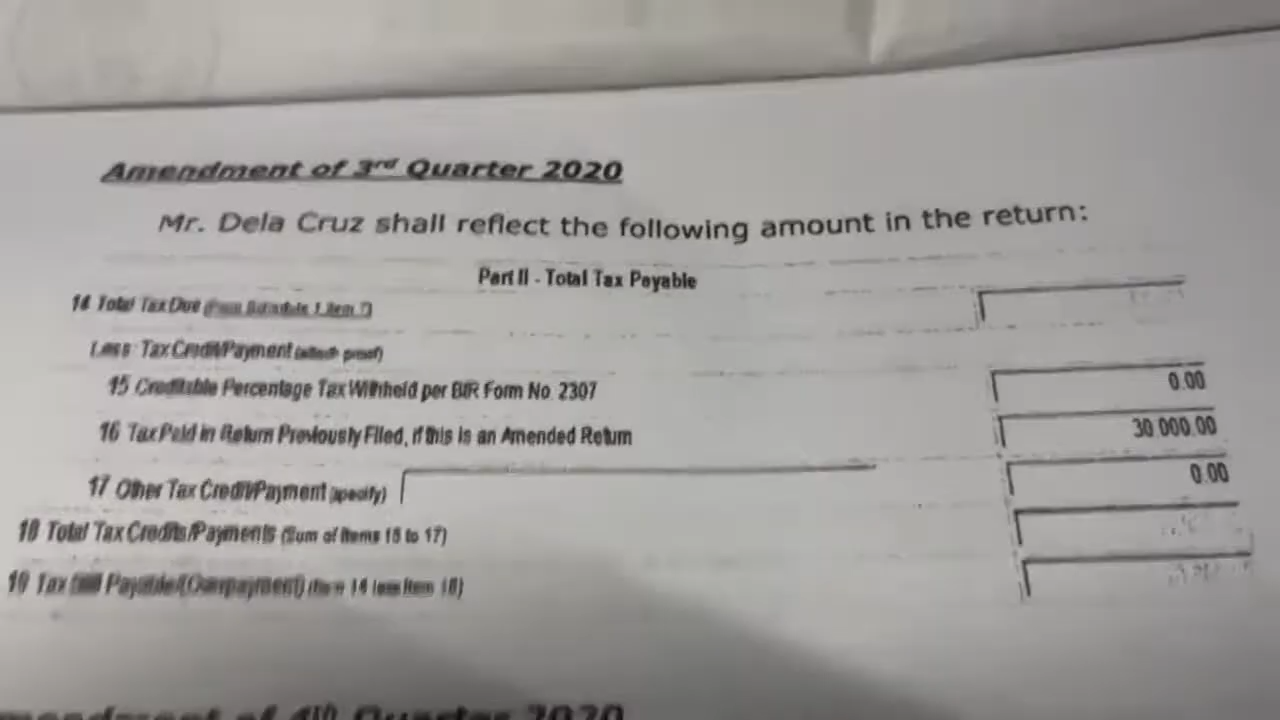 Amendment of 3rd Quarter 2020
Mr. Dela Cruz shall reflect the following amount in the return:
Part II - Total Tax Payable
14 Total Tax Due (From Schedule 1 Item 7)
Less: Tax Credit/Payment (attach proof)
15 Creditable Percentage Tax Withheld per BIR Form No. 2307 0.00
16 Tax Paid in Return Previously Filed, if this is an Amended Return 30,000.00
17 Other Tax Credit/Payment (specify) 0.00
18 Total Tax Credits/Payments (Sum of Items 15 to 17)
19 Tax Still Payable/(Overpayment) (Item 14 less Item 18)
Amendment of 4th Quarter 2020